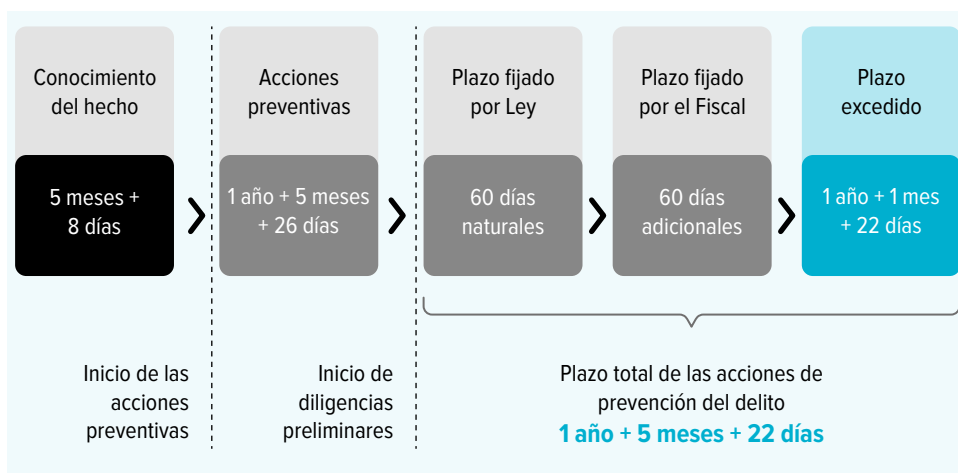 Conocimiento
del hecho
5 meses +
8 días
Acciones
preventivas
1 año + 5 meses
+ 26 días
Plazo fijado
por Ley
60 días
naturales
Plazo fijado
por el Fiscal
60 días
adicionales
Plazo
excedido
1 año + 1 mes
+ 22 días
Inicio de las
acciones
preventivas
Inicio de
diligencias
preliminares
Plazo total de las acciones de
prevención del delito
1 año + 5 meses + 22 días